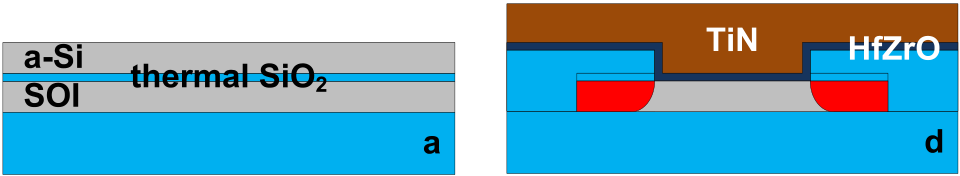 a-Si
thermal SiO₂
SOI
a
TiN
HfZrO
d